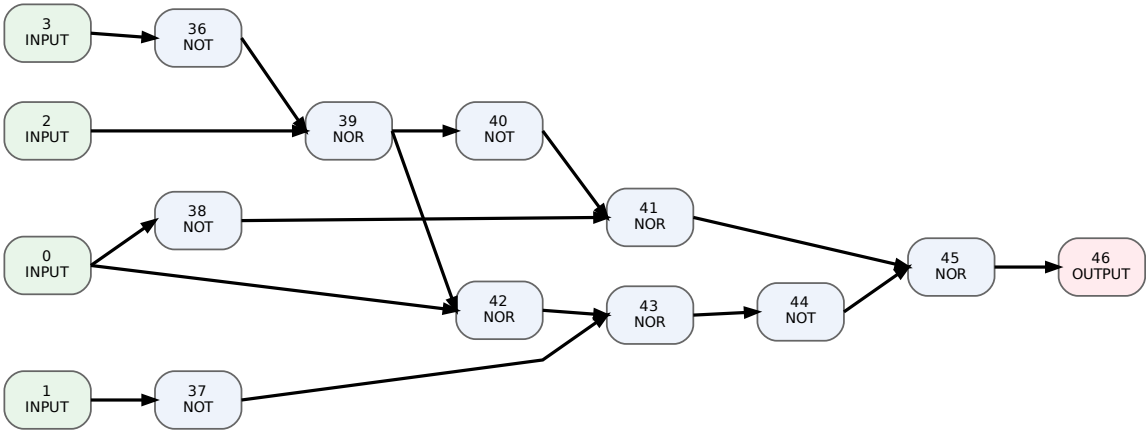 3
INPUT
36
NOT
2
INPUT
39
NOR
40
NOT
38
NOT
41
NOR
0
INPUT
45
NOR
46
OUTPUT
42
NOR
43
NOR
44
NOT
1
INPUT
37
NOT